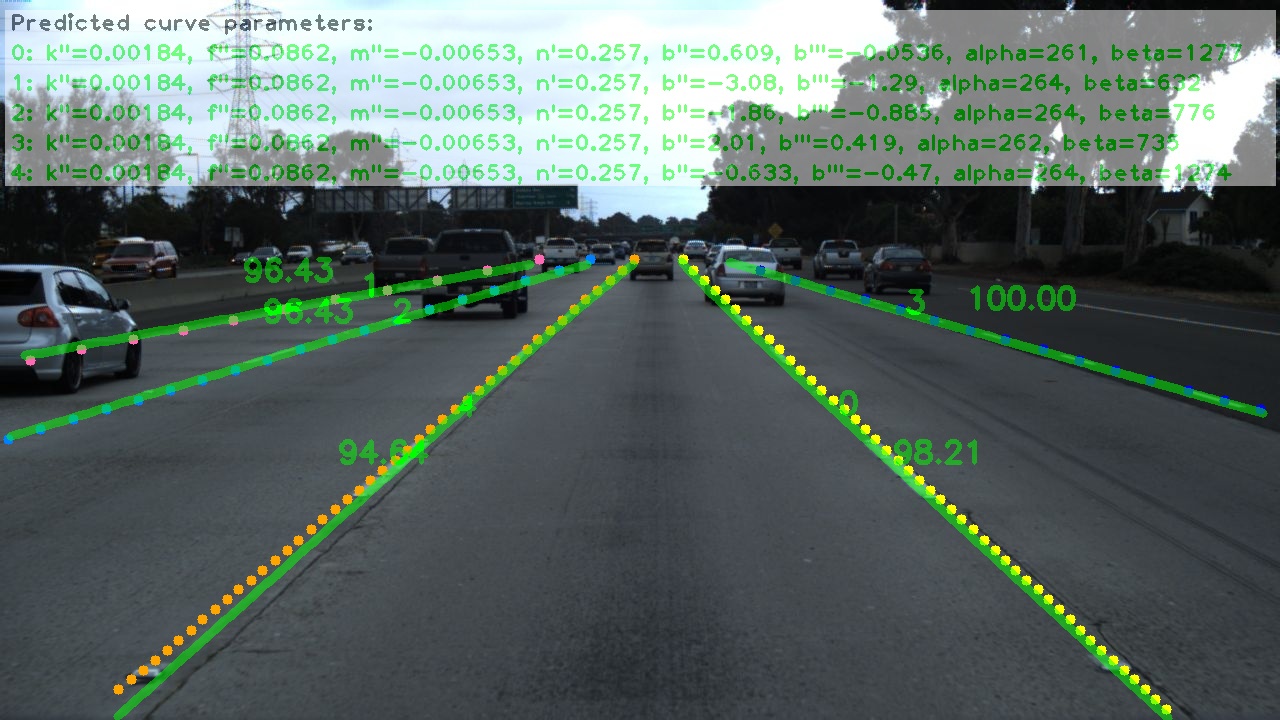 Predicted curve parameters:
0: k''=0.00184, f''=0.0862, m''=-0.00653, n'=0.257, b''=0.609, b'''=-0.0536, alpha=261, beta=1277
1: k''=0.00184, f''=0.0862, m''=-0.00653, n'=0.257, b''=-3.08, b'''=-1.29, alpha=264, beta=632
2: k''=0.00184, f''=0.0862, m''=-0.00653, n'=0.257, b''=-1.86, b'''=-0.885, alpha=264, beta=776
3: k''=0.00184, f''=0.0862, m''=-0.00653, n'=0.257, b''=2.01, b'''=0.419, alpha=262, beta=735
4: k''=0.00184, f''=0.0862, m''=-0.00653, n'=0.257, b''=-0.633, b'''=-0.47, alpha=264, beta=1274
96.43 1
96.43 2
3 100.00
4 0
94.64 98.21